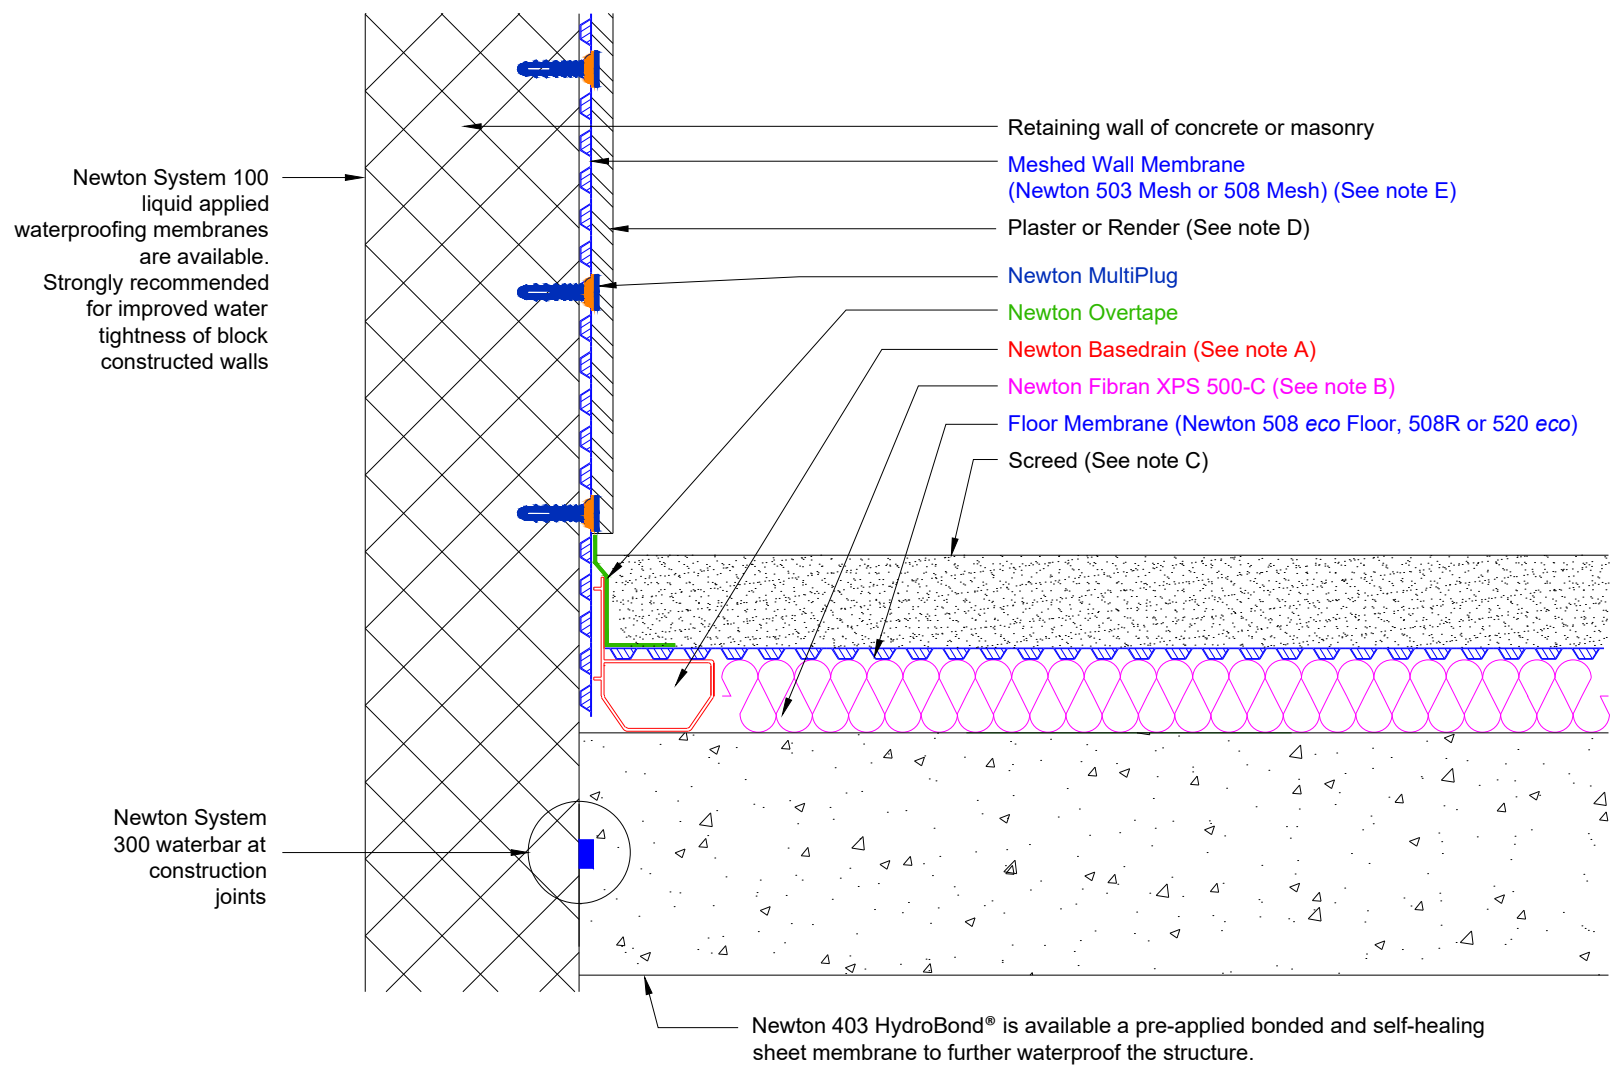 Newton System 100
liquid applied
waterproofing membranes
are available.
Strongly recommended
for improved water
tightness of block
constructed walls
Retaining wall of concrete or masonry
Meshed Wall Membrane
(Newton 503 Mesh or 508 Mesh) (See note E)
Plaster or Render (See note D)
Newton MultiPlug
Newton Overtape
Newton Basedrain (See note A)
Newton Fibran XPS 500-C (See note B)
Floor Membrane (Newton 508 eco Floor, 508R or 520 eco)
Screed (See note C)
Newton System
300 waterbar at
construction
joints
Newton 403 HydroBond® is available a pre-applied bonded and self-healing
sheet membrane to further waterproof the structure.